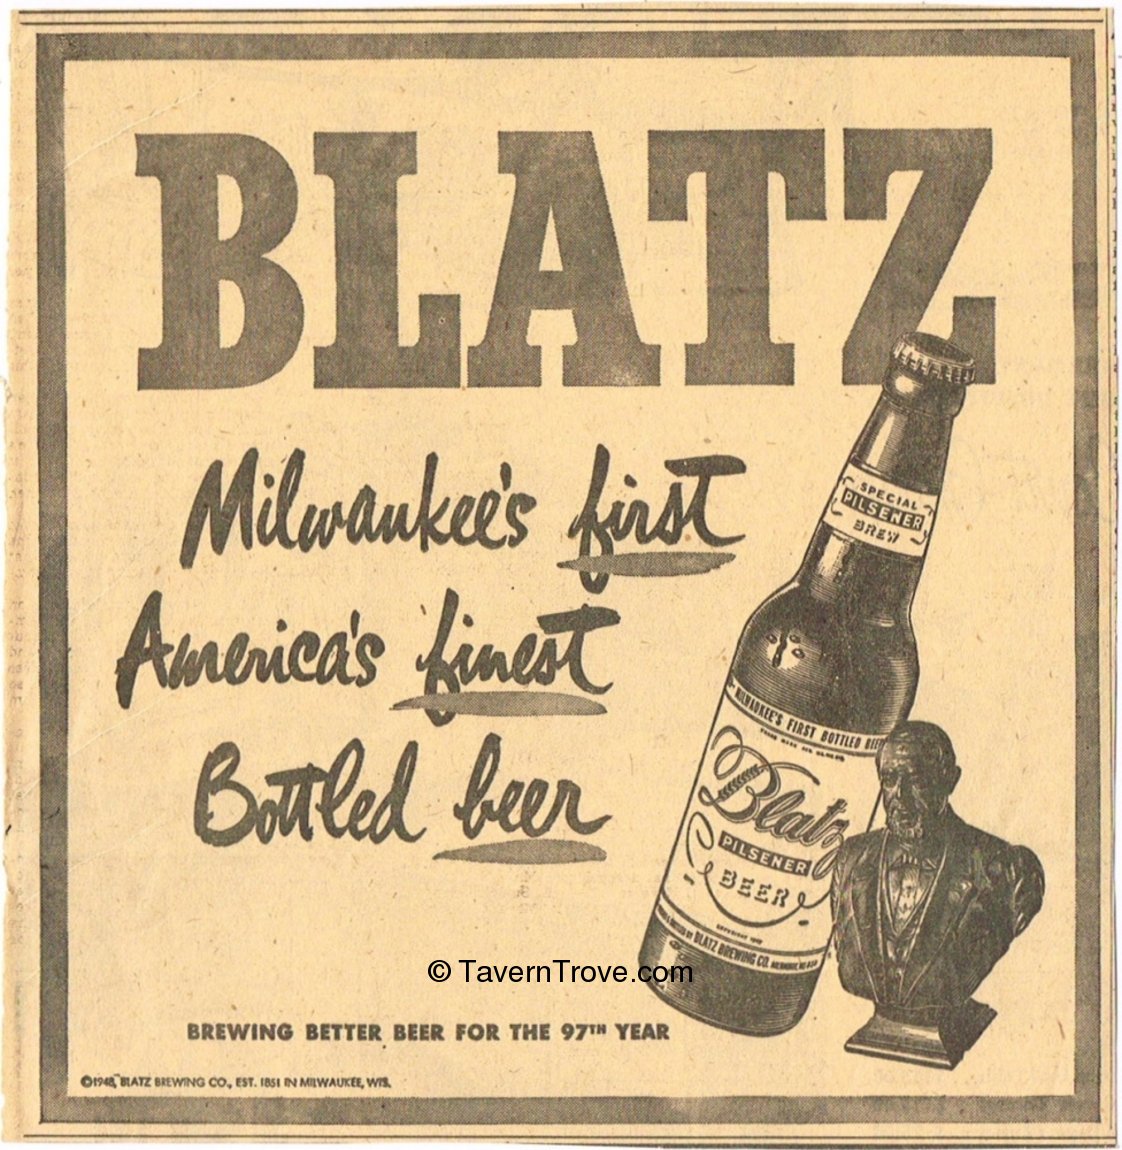 BLATZ
Milwaukee's first
America's finest
Bottled beer
SPECIAL
PILSENER
BREW
MILWAUKEE'S FIRST BOTTLED BEER
Blatz
PILSENER
BEER
BLATZ BREWING CO.
© TavernTrove.com
BREWING BETTER BEER FOR THE 97TH YEAR
©1948, BLATZ BREWING CO., EST. 1851 IN MILWAUKEE, WIS.